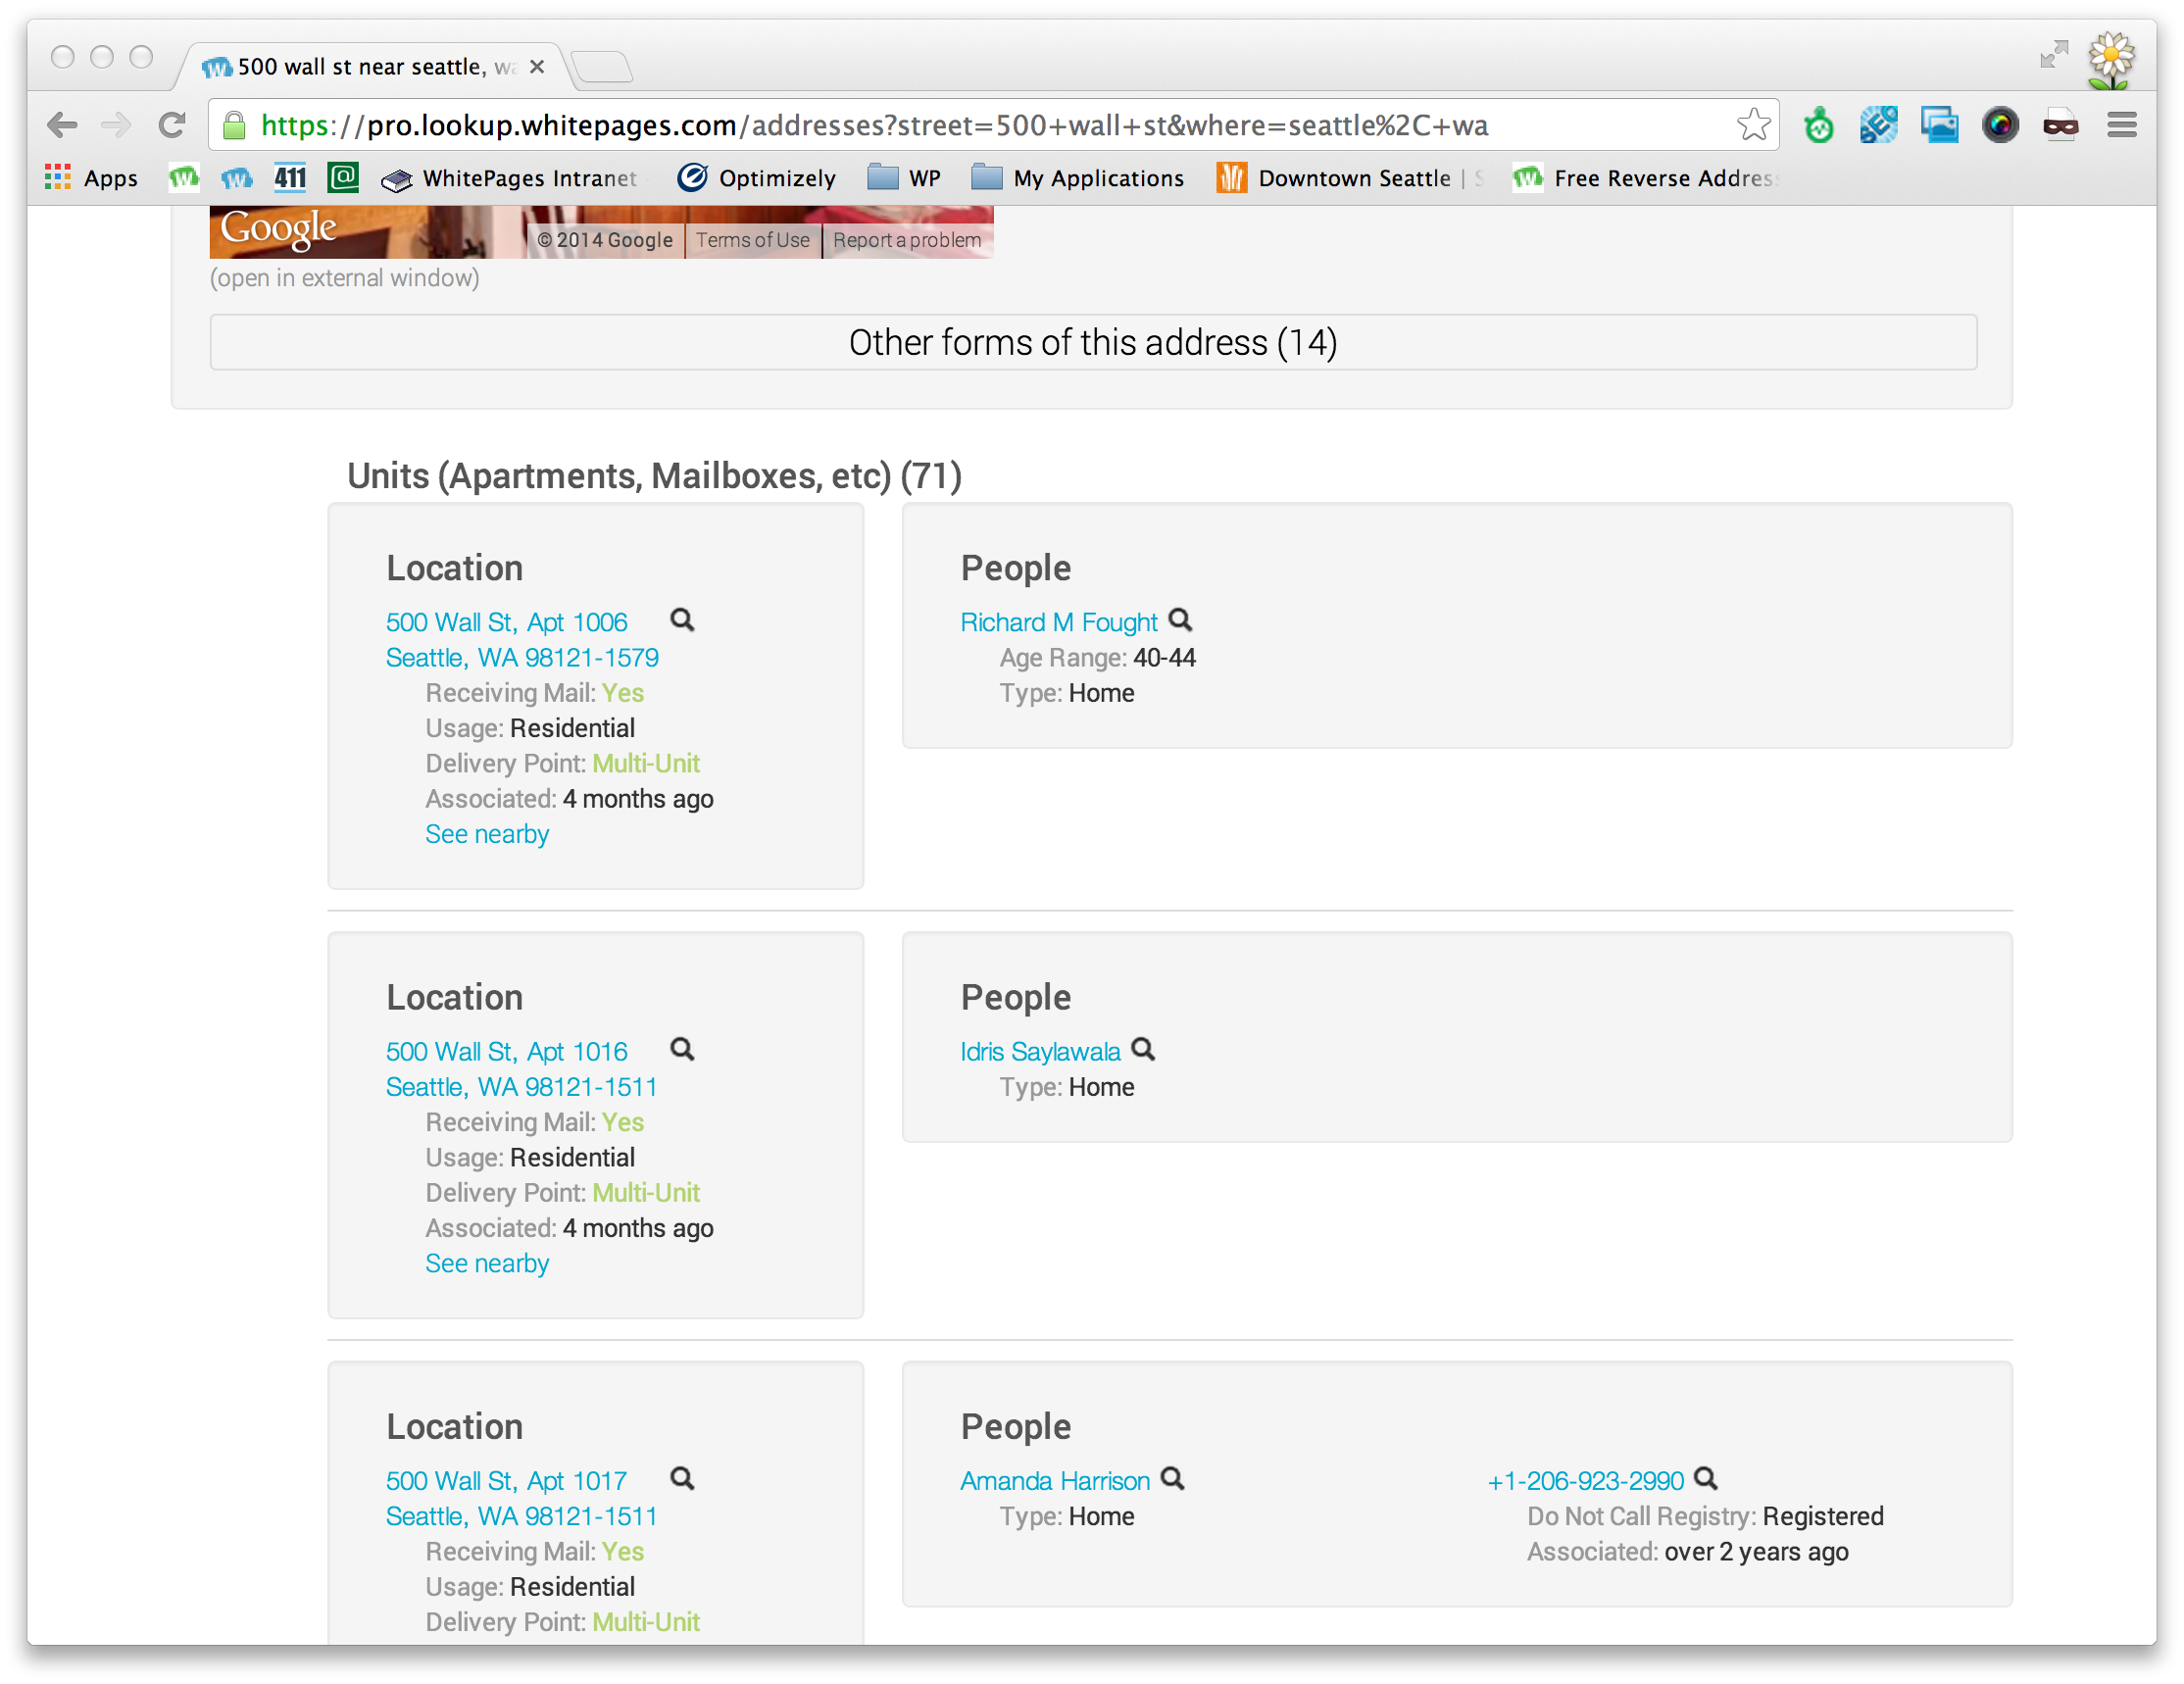 500 wall st near seattle, wa
https://pro.lookup.whitepages.com/addresses?street=500+wall+st&where=seattle%2C+wa
Apps 411 @ WhitePages Intranet Optimizely WP My Applications Downtown Seattle | S Free Reverse Address
Google © 2014 Google Terms of Use Report a problem
(open in external window)
Other forms of this address (14)
Units (Apartments, Mailboxes, etc) (71)
Location
500 Wall St, Apt 1006
Seattle, WA 98121-1579
Receiving Mail: Yes
Usage: Residential
Delivery Point: Multi-Unit
Associated: 4 months ago
See nearby
People
Richard M Fought
Age Range: 40-44
Type: Home
Location
500 Wall St, Apt 1016
Seattle, WA 98121-1511
Receiving Mail: Yes
Usage: Residential
Delivery Point: Multi-Unit
Associated: 4 months ago
See nearby
People
Idris Saylawala
Type: Home
Location
500 Wall St, Apt 1017
Seattle, WA 98121-1511
Receiving Mail: Yes
Usage: Residential
Delivery Point: Multi-Unit
People
Amanda Harrison
Type: Home
+1-206-923-2990
Do Not Call Registry: Registered
Associated: over 2 years ago